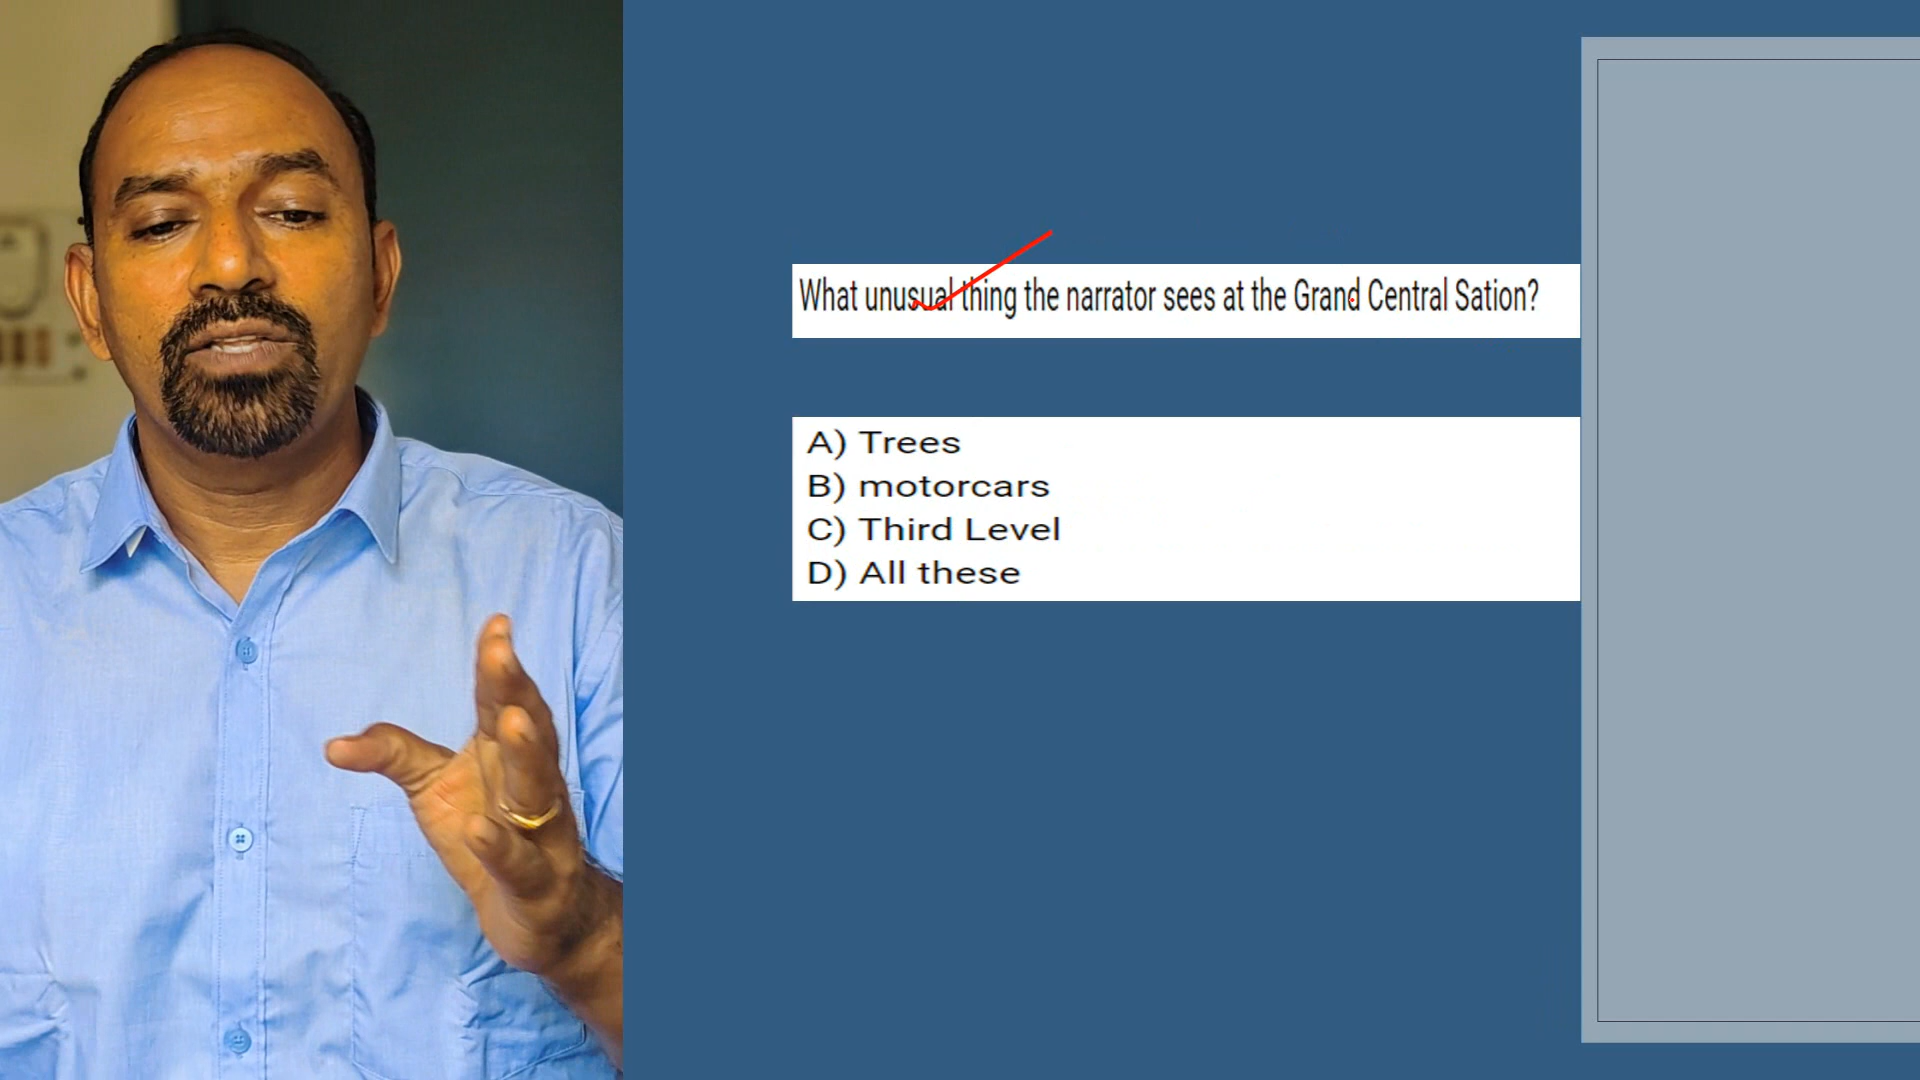 What unusual thing the narrator sees at the Grand Central Sation?
A) Trees
B) motorcars
C) Third Level
D) All these